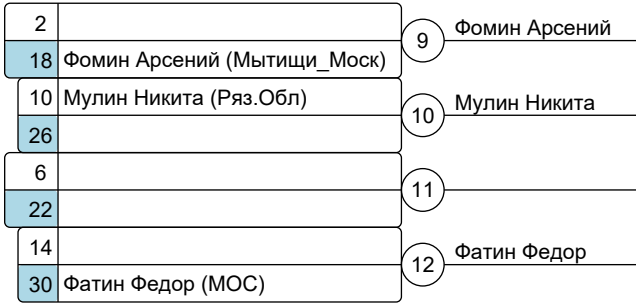 2
9 Фомин Арсений
18 Фомин Арсений (Мытищи_Моск)
10 Мулин Никита (Ряз.Обл)
10 Мулин Никита
26
6
11
22
14
12 Фатин Федор
30 Фатин Федор (МОС)